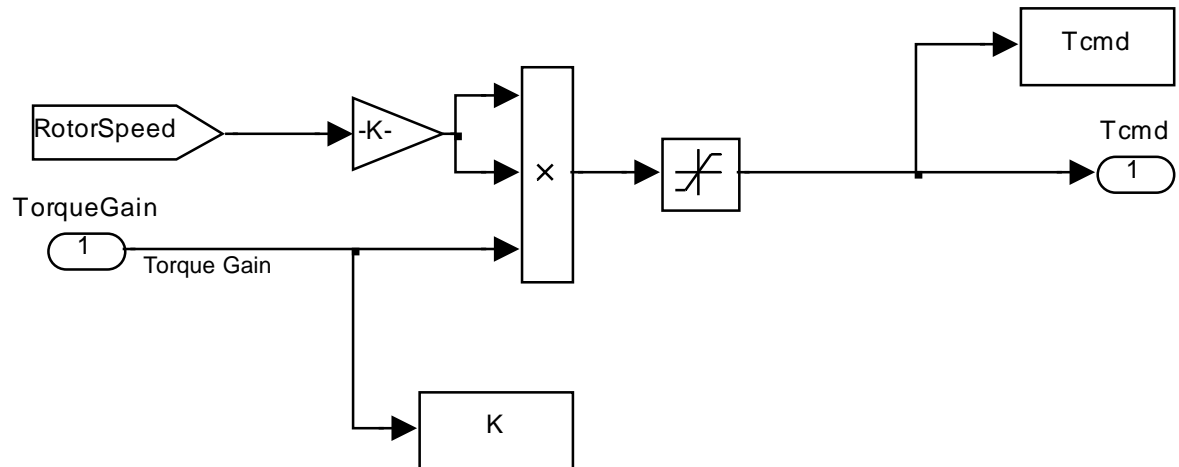 Tcmd
RotorSpeed
-K-
Tcmd
1
×
TorqueGain
1
Torque Gain
K